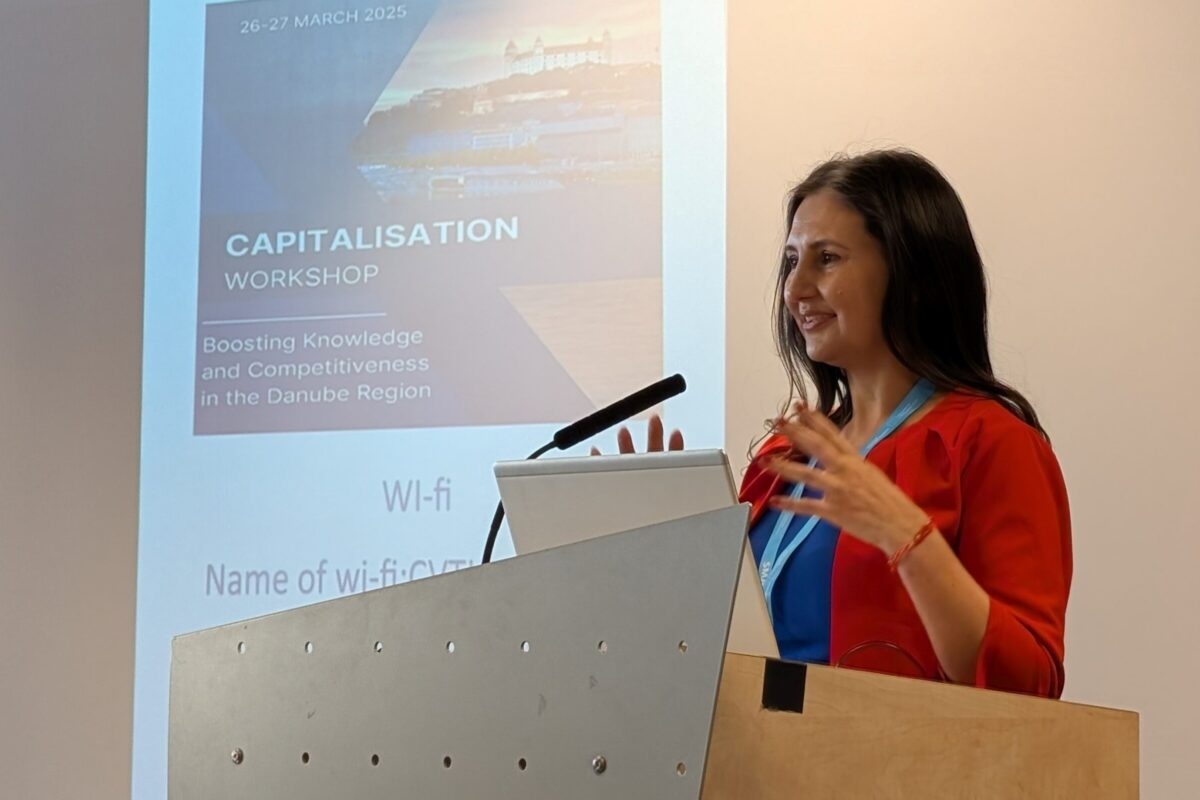 26-27 MARCH 2025
CAPITALISATION
WORKSHOP
Boosting Knowledge
and Competitiveness
in the Danube Region
WI-fi
Name of wi-fi: